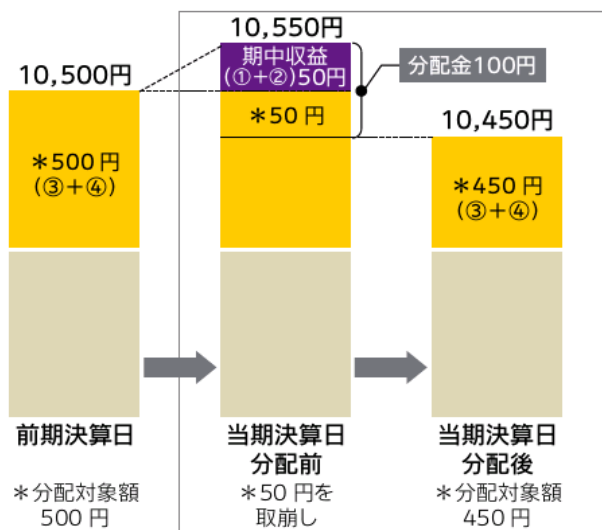 10,500円
＊500 円
(③＋④)
前期決算日
＊分配対象額
500 円
10,550円
期中収益
(①＋②)50円
＊50 円
分配金100円
当期決算日
分配前
＊50 円を
取崩し
10,450円
＊450 円
(③＋④)
当期決算日
分配後
＊分配対象額
450 円